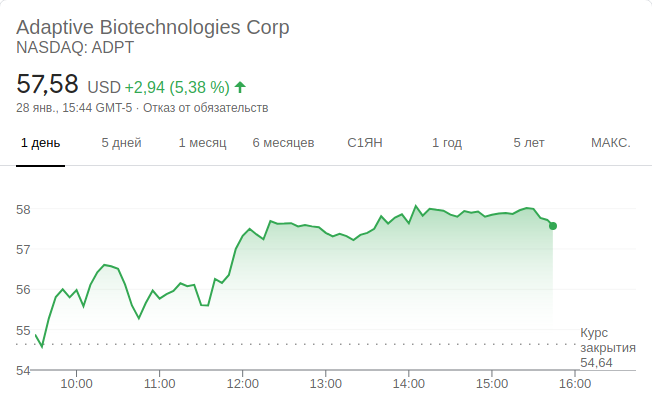 Adaptive Biotechnologies Corp
NASDAQ: ADPT
57,58 USD +2,94 (5,38 %)
28 янв., 15:44 GMT-5 · Отказ от обязательств
1 день 5 дней 1 месяц 6 месяцев С1ЯН 1 год 5 лет МАКС.
58
57
56
55
54
Курс
закрытия
54,64
10:00 11:00 12:00 13:00 14:00 15:00 16:00